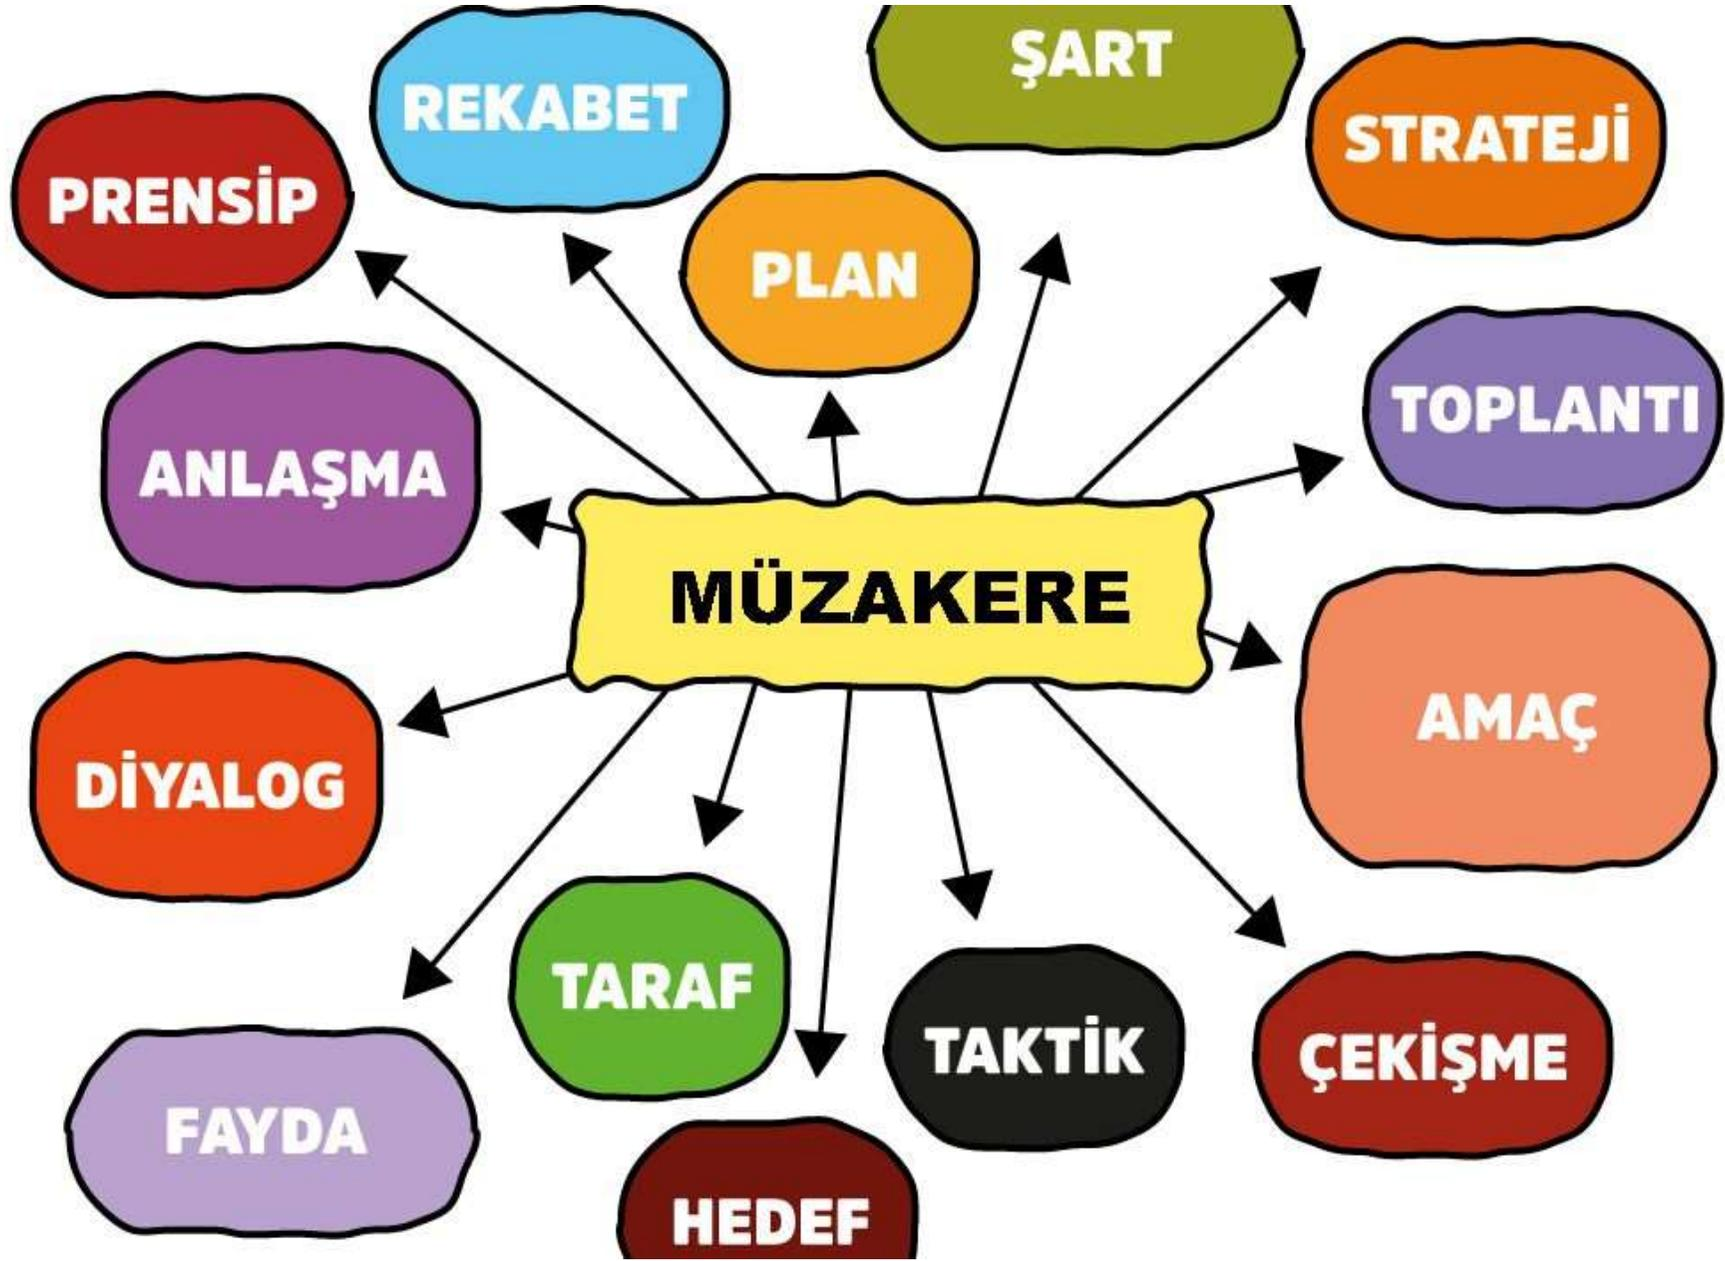 ŞART
REKABET
STRATEJİ
PRENSİP
PLAN
TOPLANTI
ANLAŞMA
MÜZAKERE
AMAÇ
DİYALOG
TARAF
TAKTİK
ÇEKİŞME
FAYDA
HEDEF